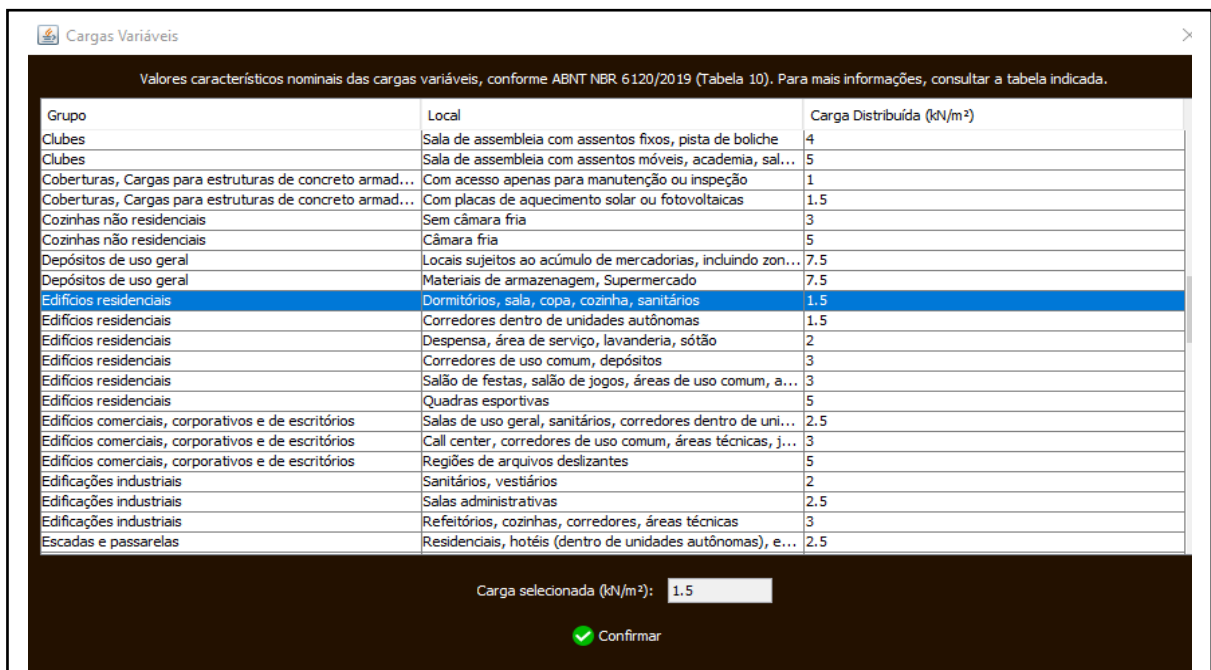 Cargas Variáveis
Valores característicos nominais das cargas variáveis, conforme ABNT NBR 6120/2019 (Tabela 10). Para mais informações, consultar a tabela indicada.
Grupo Local Carga Distribuída (kN/m²)
Clubes Sala de assembleia com assentos fixos, pista de boliche 4
Clubes Sala de assembleia com assentos móveis, academia, sal... 5
Coberturas, Cargas para estruturas de concreto armad... Com acesso apenas para manutenção ou inspeção 1
Coberturas, Cargas para estruturas de concreto armad... Com placas de aquecimento solar ou fotovoltaicas 1.5
Cozinhas não residenciais Sem câmara fria 3
Cozinhas não residenciais Câmara fria 5
Depósitos de uso geral Locais sujeitos ao acúmulo de mercadorias, incluindo zon... 7.5
Depósitos de uso geral Materiais de armazenagem, Supermercado 7.5
Edifícios residenciais Dormitórios, sala, copa, cozinha, sanitários 1.5
Edifícios residenciais Corredores dentro de unidades autônomas 1.5
Edifícios residenciais Despensa, área de serviço, lavanderia, sótão 2
Edifícios residenciais Corredores de uso comum, depósitos 3
Edifícios residenciais Salão de festas, salão de jogos, áreas de uso comum, a... 3
Edifícios residenciais Quadras esportivas 5
Edifícios comerciais, corporativos e de escritórios Salas de uso geral, sanitários, corredores dentro de uni... 2.5
Edifícios comerciais, corporativos e de escritórios Call center, corredores de uso comum, áreas técnicas, j... 3
Edifícios comerciais, corporativos e de escritórios Regiões de arquivos deslizantes 5
Edificações industriais Sanitários, vestiários 2
Edificações industriais Salas administrativas 2.5
Edificações industriais Refeitórios, cozinhas, corredores, áreas técnicas 3
Escadas e passarelas Residenciais, hotéis (dentro de unidades autônomas), e... 2.5
Carga selecionada (kN/m²): 1.5
Confirmar